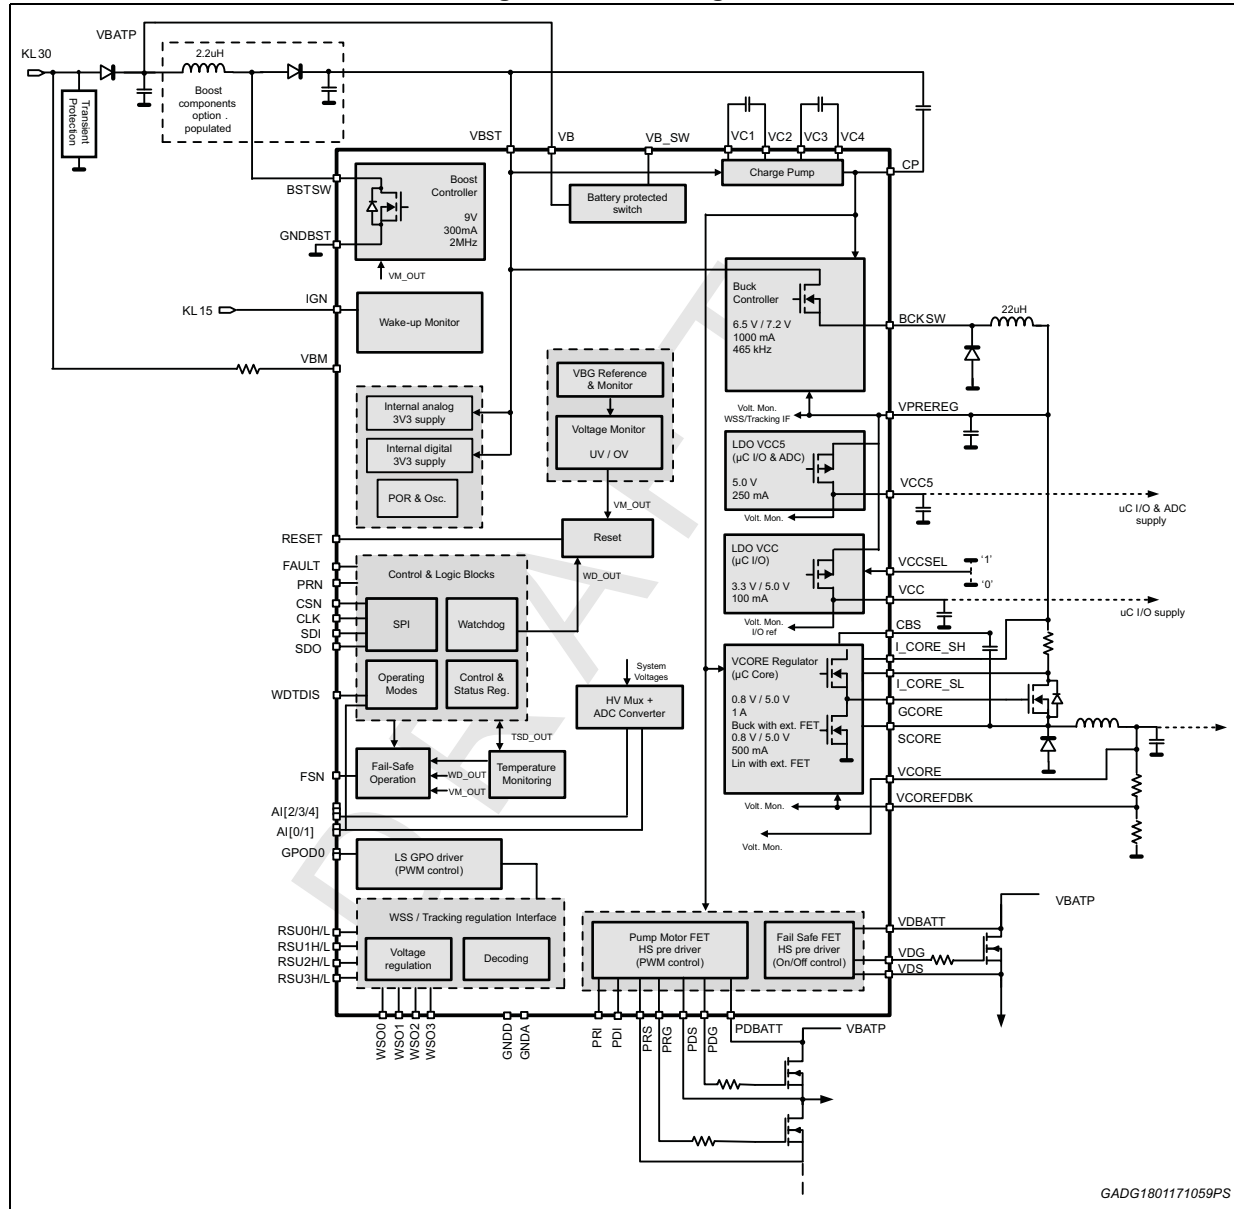 VBATP
KL30
2.2uH
Transient
Protection
Boost
components
option .
populated
VBST
VB
VB_SW
VC1
VC2
VC3
VC4
CP
Charge Pump
BSTSW
Boost
Controller
9V
300mA
2MHz
Battery protected
switch
GNDBST
VM_OUT
Buck
Controller
6.5 V / 7.2 V
1000 mA
465 kHz
22uH
BCKSW
IGN
KL15
Wake-up Monitor
VBM
VBG Reference
& Monitor
Voltage Monitor
UV / OV
VM_OUT
Internal analog
3V3 supply
Internal digital
3V3 supply
POR & Osc.
Volt. Mon.
WSS/Tracking IF
VPREREG
LDO VCC5
(µC I/O & ADC)
5.0 V
250 mA
Volt. Mon.
VCC5
uC I/O & ADC
supply
RESET
Reset
LDO VCC
(µC I/O)
3.3 V / 5.0 V
100 mA
Volt. Mon.
I/O ref
VCCSEL
'1'
'0'
VCC
uC I/O supply
FAULT
PRN
CSN
CLK
SDI
SDO
Control & Logic Blocks
WD_OUT
SPI
Watchdog
Operating
Modes
Control &
Status Reg.
WDTDIS
CBS
I_CORE_SH
I_CORE_SL
GCORE
SCORE
VCORE Regulator
(µC Core)
0.8 V / 5.0 V
1 A
Buck with ext. FET
0.8 V / 5.0 V
500 mA
Lin with ext. FET
System
Voltages
HV Mux +
ADC Converter
TSD_OUT
FSN
Fail-Safe
Operation
WD_OUT
VM_OUT
Temperature
Monitoring
VCORE
VCOREFDBK
Volt. Mon.
Volt. Mon.
AI[2/3/4]
AI[0/1]
GPOD0
LS GPO driver
(PWM control)
WSS / Tracking regulation Interface
RSU0H/L
RSU1H/L
RSU2H/L
RSU3H/L
Voltage
regulation
Decoding
Pump Motor FET
HS pre driver
(PWM control)
Fail Safe FET
HS pre driver
(On/Off control)
VDBATT
VBATP
VDG
VDS
WSO0
WSO1
WSO2
WSO3
GNDD
GNDA
PRI
PDI
PRS
PRG
PDS
PDG
PDBATT
VBATP
DRAFT
GADG1801171059PS